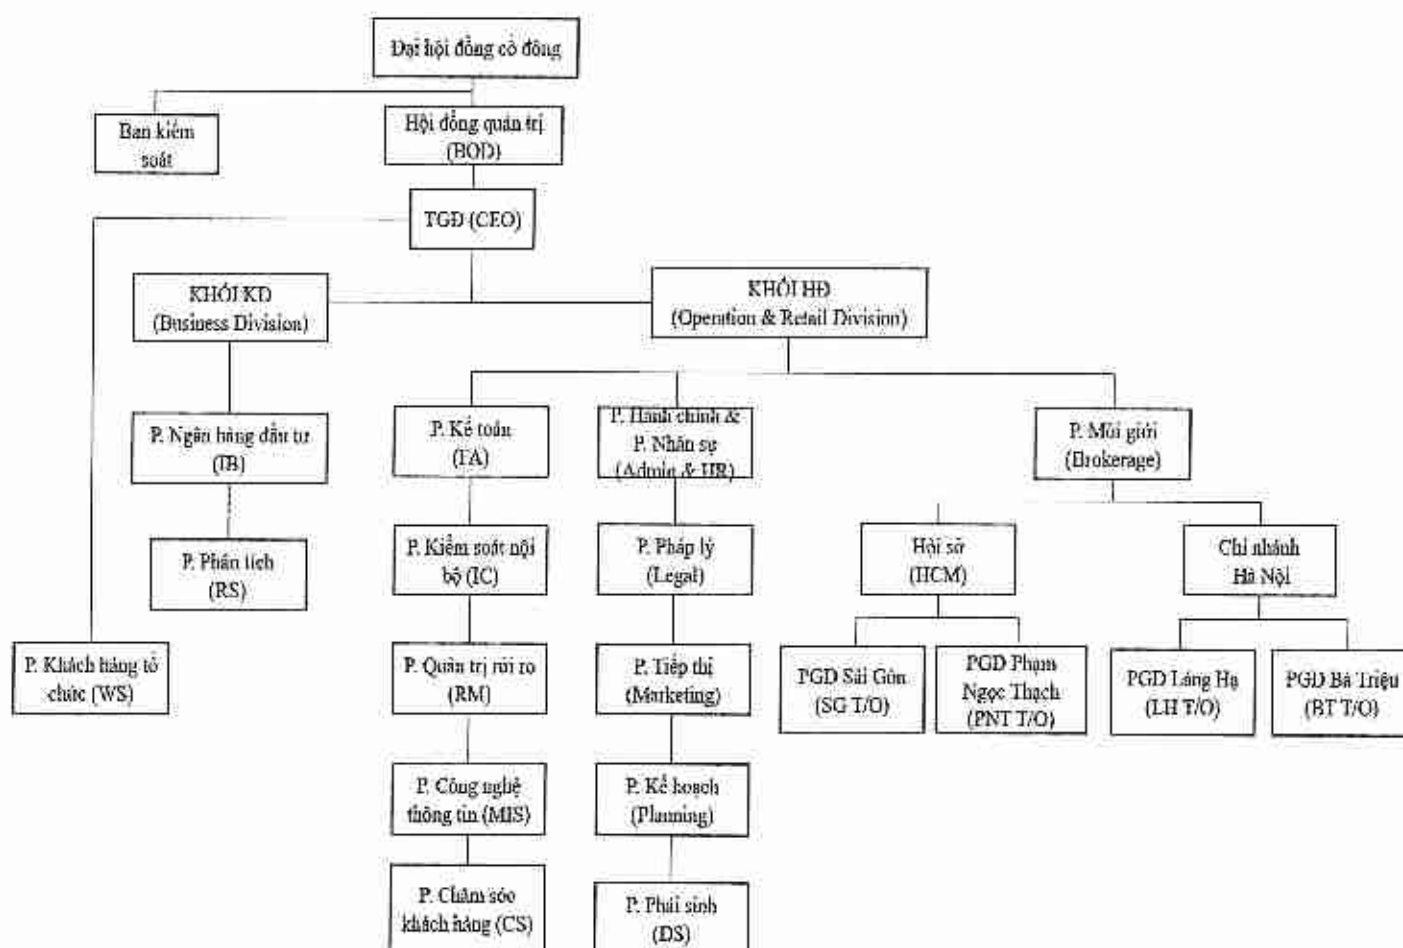 Đại hội đồng cổ đông
Ban kiểm
soát
Hội đồng quản trị
(BOD)
TGĐ (CEO)
KHỐI KD
(Business Division)
KHỐI HĐ
(Operation & Retail Division)
P. Ngân hàng đầu tư
(IB)
P. Phân tích
(RS)
P. Khách hàng tổ
chức (WS)
P. Kế toán
(FA)
P. Kiểm soát nội
bộ (IC)
P. Quản trị rủi ro
(RM)
P. Công nghệ
thông tin (MIS)
P. Chăm sóc
khách hàng (CS)
P. Hành chính &
P. Nhân sự
(Admin & HR)
P. Pháp lý
(Legal)
P. Tiếp thị
(Marketing)
P. Kế hoạch
(Planning)
P. Phái sinh
(DS)
P. Môi giới
(Brokerage)
Hội sở
(HCM)
Chi nhánh
Hà Nội
PGD Sài Gòn
(SG T/O)
PGD Phạm
Ngọc Thạch
(PNT T/O)
PGD Láng Hạ
(LH T/O)
PGD Bà Triệu
(BT T/O)